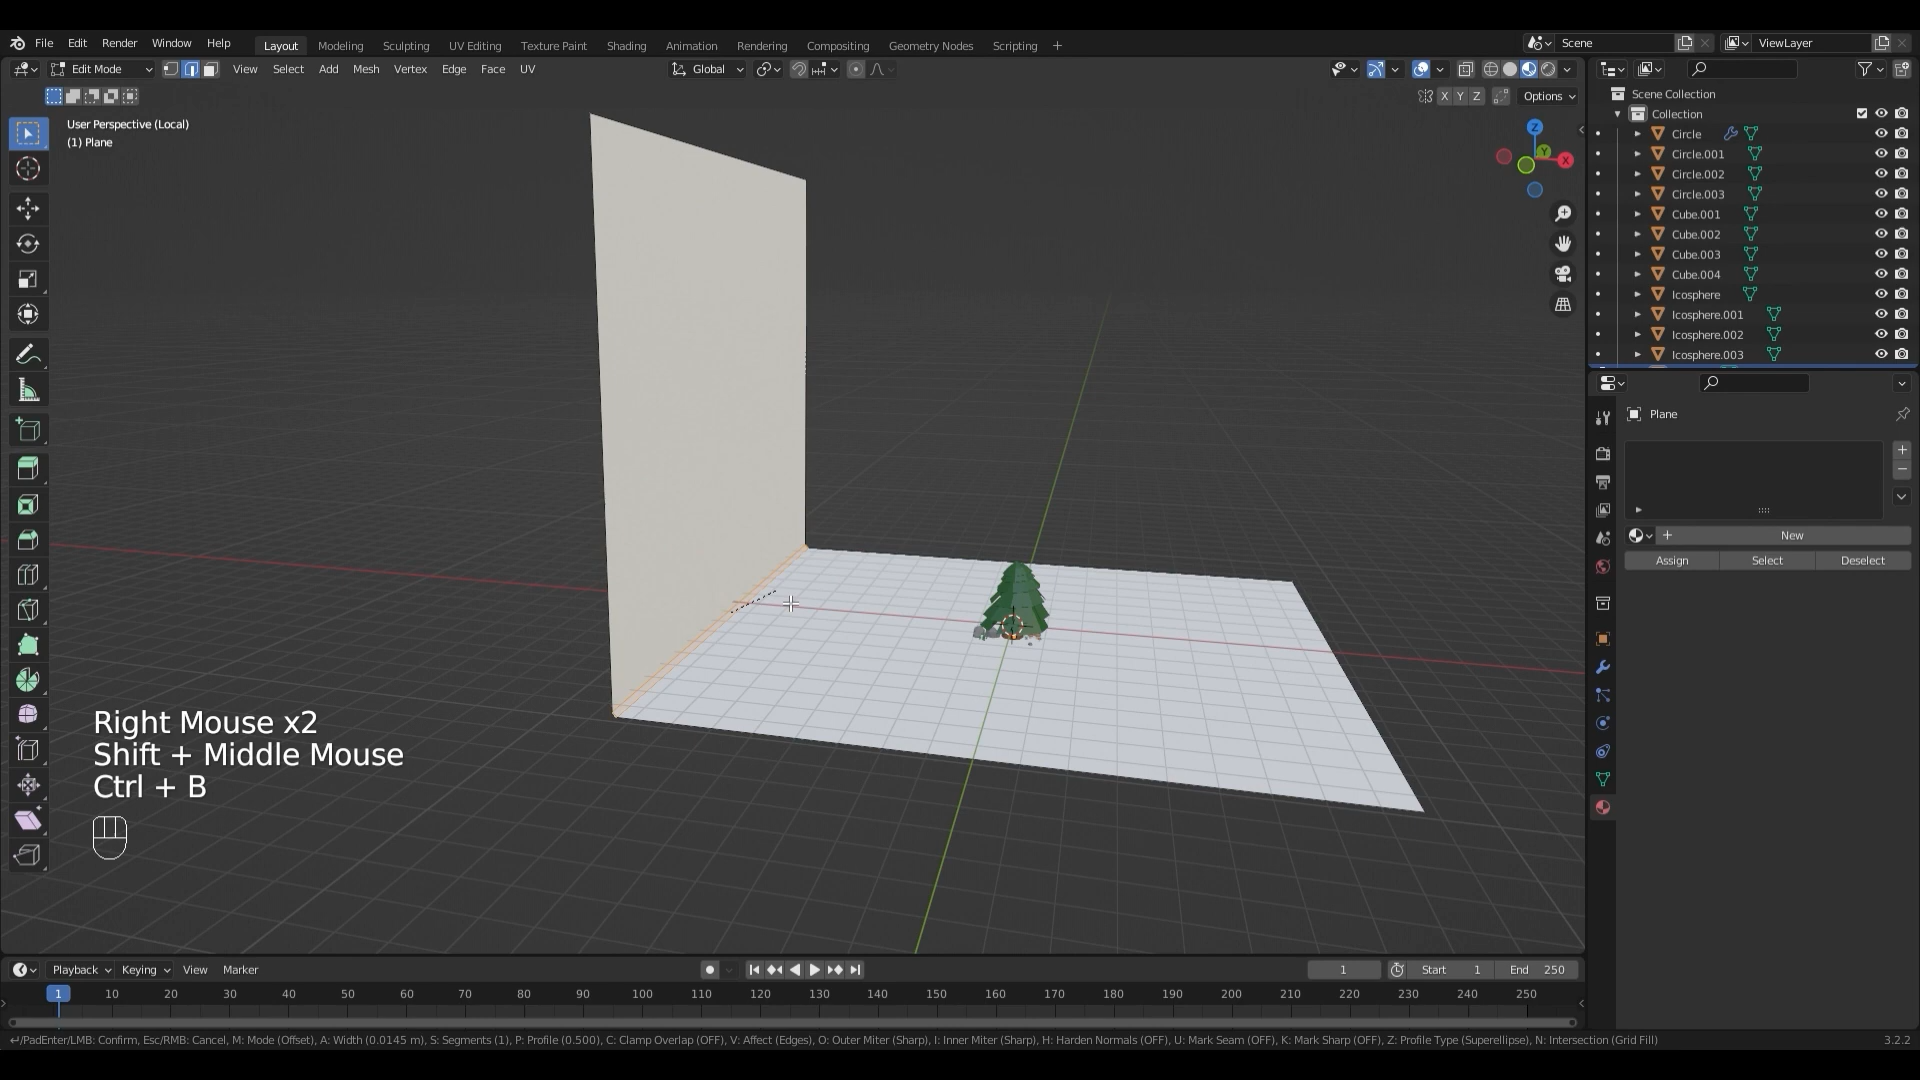 File Edit Render Window Help Layout Modeling Sculpting UV Editing Texture Paint Shading Animation Rendering Compositing Geometry Nodes Scripting + Scene ViewLayer
Edit Mode View Select Add Mesh Vertex Edge Face UV Global
X Y Z Options
User Perspective (Local)
(1) Plane
Z
Y
X
Scene Collection
Collection
Circle
Circle.001
Circle.002
Circle.003
Cube.001
Cube.002
Cube.003
Cube.004
Icosphere
Icosphere.001
Icosphere.002
Icosphere.003
Plane
New
Assign Select Deselect
Right Mouse x2
Shift + Middle Mouse
Ctrl + B
Playback Keying View Marker 1 Start 1 End 250
1 10 20 30 40 50 60 70 80 90 100 110 120 130 140 150 160 170 180 190 200 210 220 230 240 250
↵/PadEnter/LMB: Confirm, Esc/RMB: Cancel, M: Mode (Offset), A: Width (0.0145 m), S: Segments (1), P: Profile (0.500), C: Clamp Overlap (OFF), V: Affect (Edges), O: Outer Miter (Sharp), I: Inner Miter (Sharp), H: Harden Normals (OFF), U: Mark Seam (OFF), K: Mark Sharp (OFF), Z: Profile Type (Superellipse), N: Intersection (Grid Fill) 3.2.2